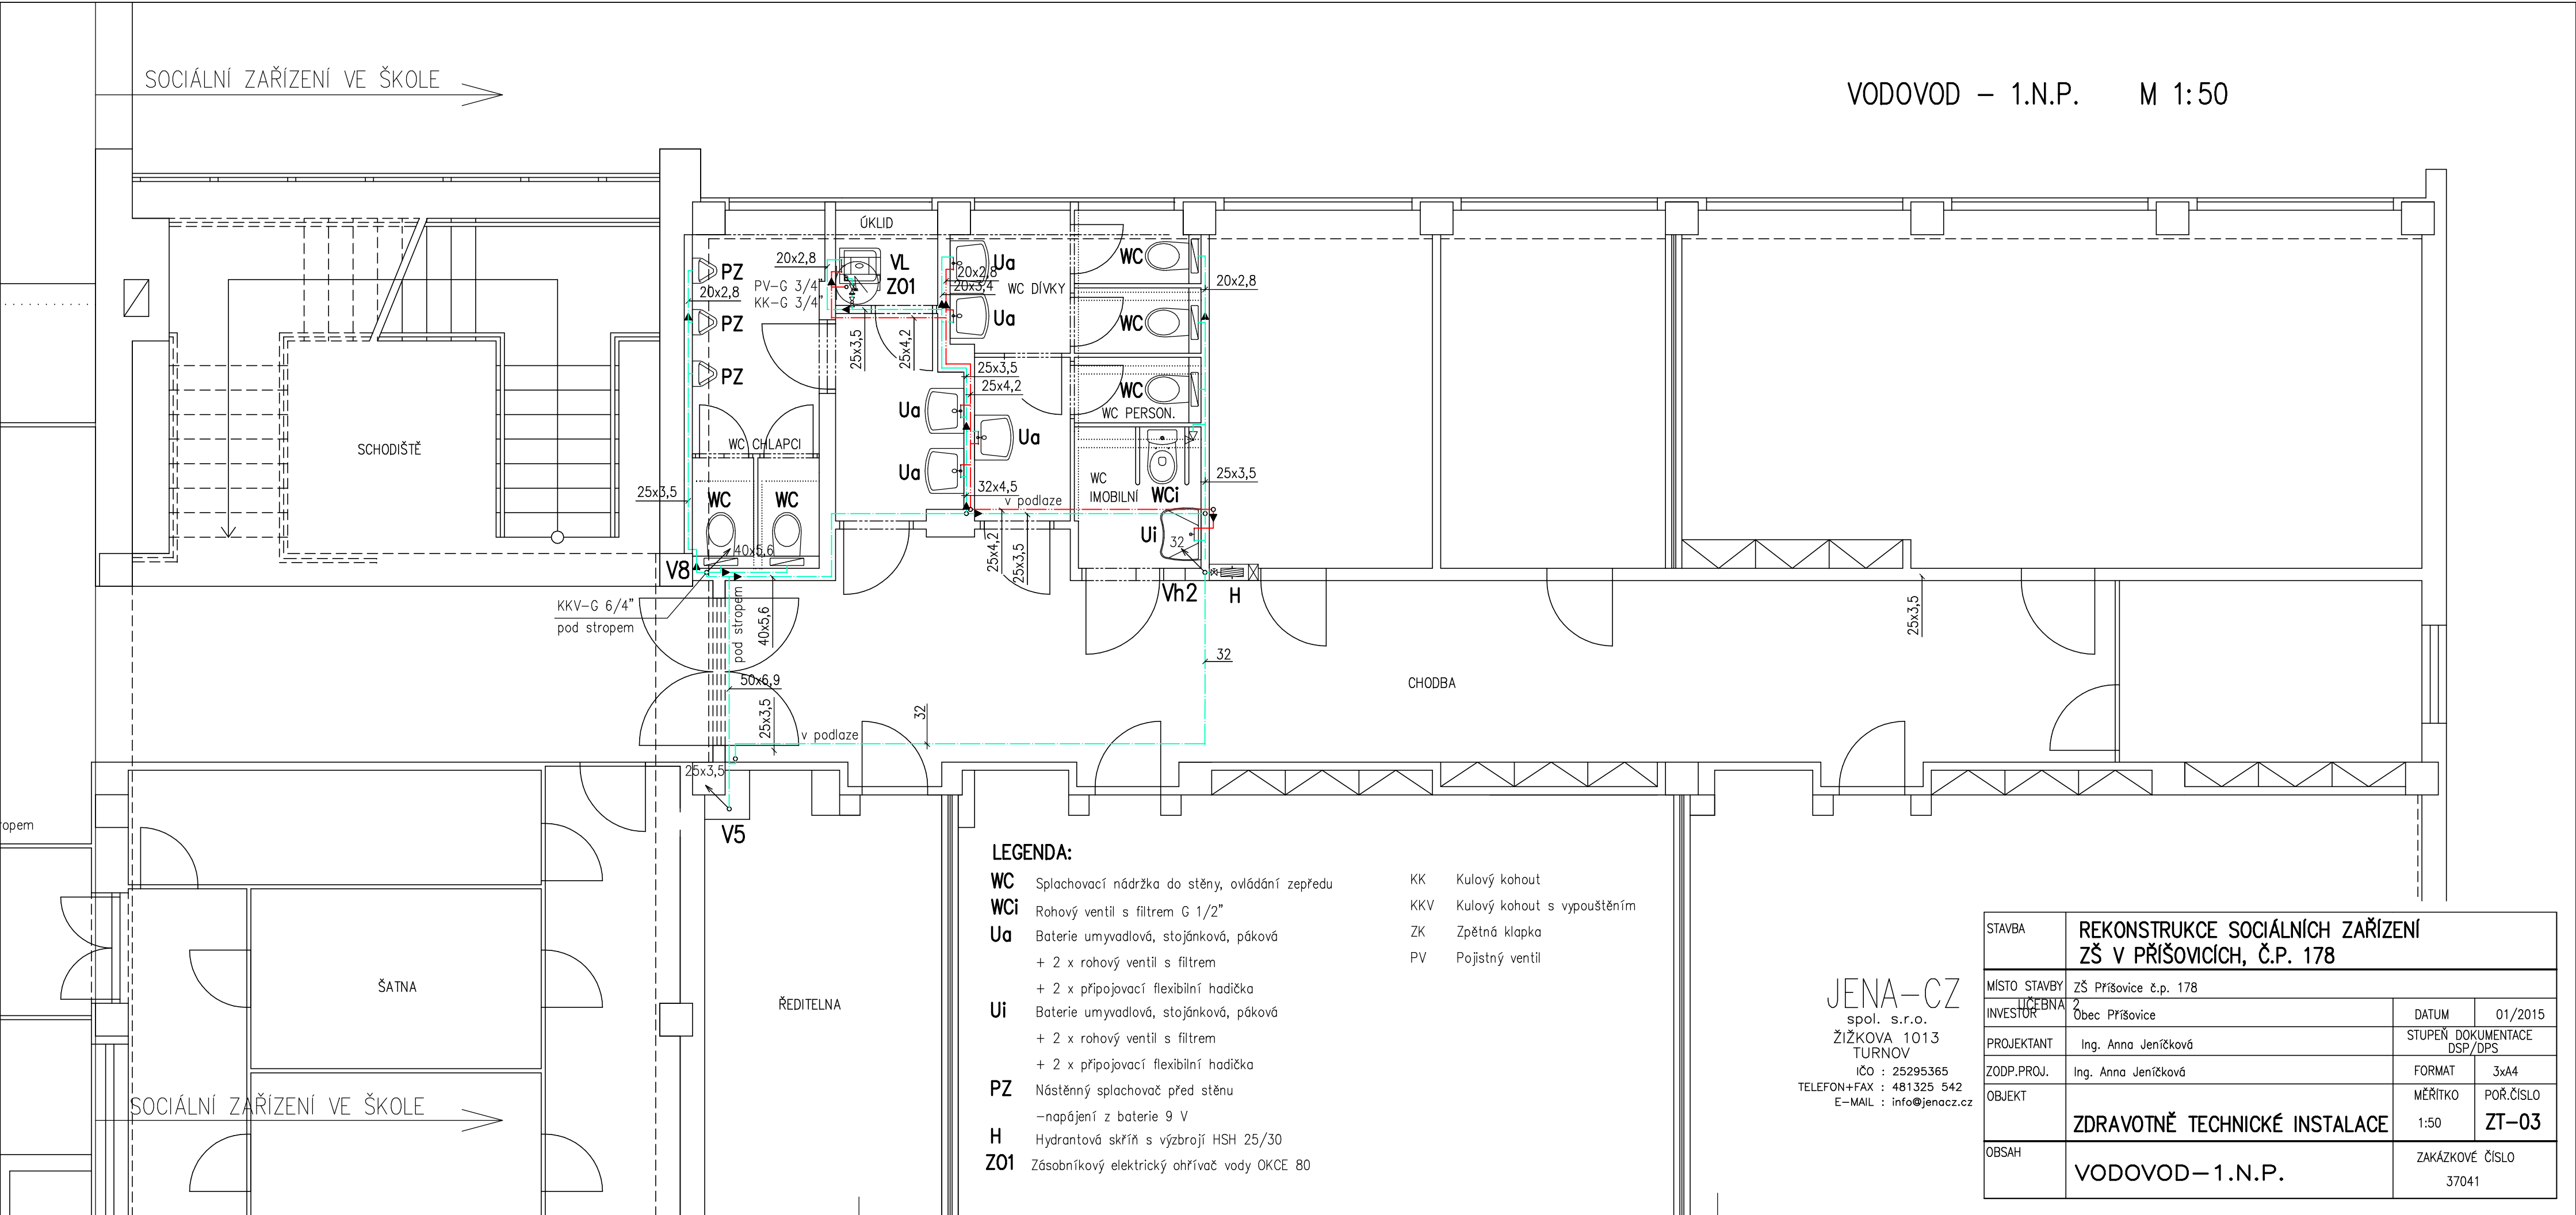 SOCIÁLNÍ ZAŘÍZENÍ VE ŠKOLE
VODOVOD – 1.N.P. M 1:50
ÚKLID
PZ
20x2,8
VL
Ua
20x2,8
WC
20x2,8
PV-G 3/4"
ZO1
20x3,4
WC DÍVKY
20x2,8
KK-G 3/4"
PZ
Ua
WC
25x3,5
25x4,2
PZ
25x3,5
25x4,2
WC
Ua
WC PERSON.
SCHODIŠTĚ
WC CHLAPCI
Ua
Ua
WC
IMOBILNÍ
WCi
25x3,5
25x3,5
WC
WC
32x4,5
v podlaze
40x5,6
25x4,2
25x3,5
Ui
32
V8
Vh2
H
KKV-G 6/4"
pod stropem
pod stropem
40x5,6
25x3,5
32
50x6,9
CHODBA
25x3,5
32
v podlaze
25x3,5
V5
ropem
ŠATNA
ŘEDITELNA
SOCIÁLNÍ ZAŘÍZENÍ VE ŠKOLE
LEGENDA:
WC Splachovací nádržka do stěny, ovládání zepředu
WCi Rohový ventil s filtrem G 1/2"
Ua Baterie umyvadlová, stojánková, páková
+ 2 x rohový ventil s filtrem
+ 2 x připojovací flexibilní hadička
Ui Baterie umyvadlová, stojánková, páková
+ 2 x rohový ventil s filtrem
+ 2 x připojovací flexibilní hadička
PZ Nástěnný splachovač před stěnu
-napájení z baterie 9 V
H Hydrantová skříň s výzbrojí HSH 25/30
ZO1 Zásobníkový elektrický ohřívač vody OKCE 80
KK Kulový kohout
KKV Kulový kohout s vypouštěním
ZK Zpětná klapka
PV Pojistný ventil
JENA-CZ
spol. s.r.o.
ŽIŽKOVA 1013
TURNOV
IČO : 25295365
TELEFON+FAX : 481325 542
E-MAIL : info@jenacz.cz
STAVBA
REKONSTRUKCE SOCIÁLNÍCH ZAŘÍZENÍ
ZŠ V PŘÍŠOVICÍCH, Č.P. 178
MÍSTO STAVBY ZŠ Příšovice č.p. 178
UČEBNA 2
INVESTOR Obec Příšovice
DATUM 01/2015
PROJEKTANT Ing. Anna Jeníčková
STUPEŇ DOKUMENTACE
DSP/DPS
ZODP.PROJ. Ing. Anna Jeníčková
FORMAT 3xA4
OBJEKT
ZDRAVOTNĚ TECHNICKÉ INSTALACE
MĚŘÍTKO
1:50
POŘ.ČÍSLO
ZT-03
OBSAH
VODOVOD-1.N.P.
ZAKÁZKOVÉ ČÍSLO
37041